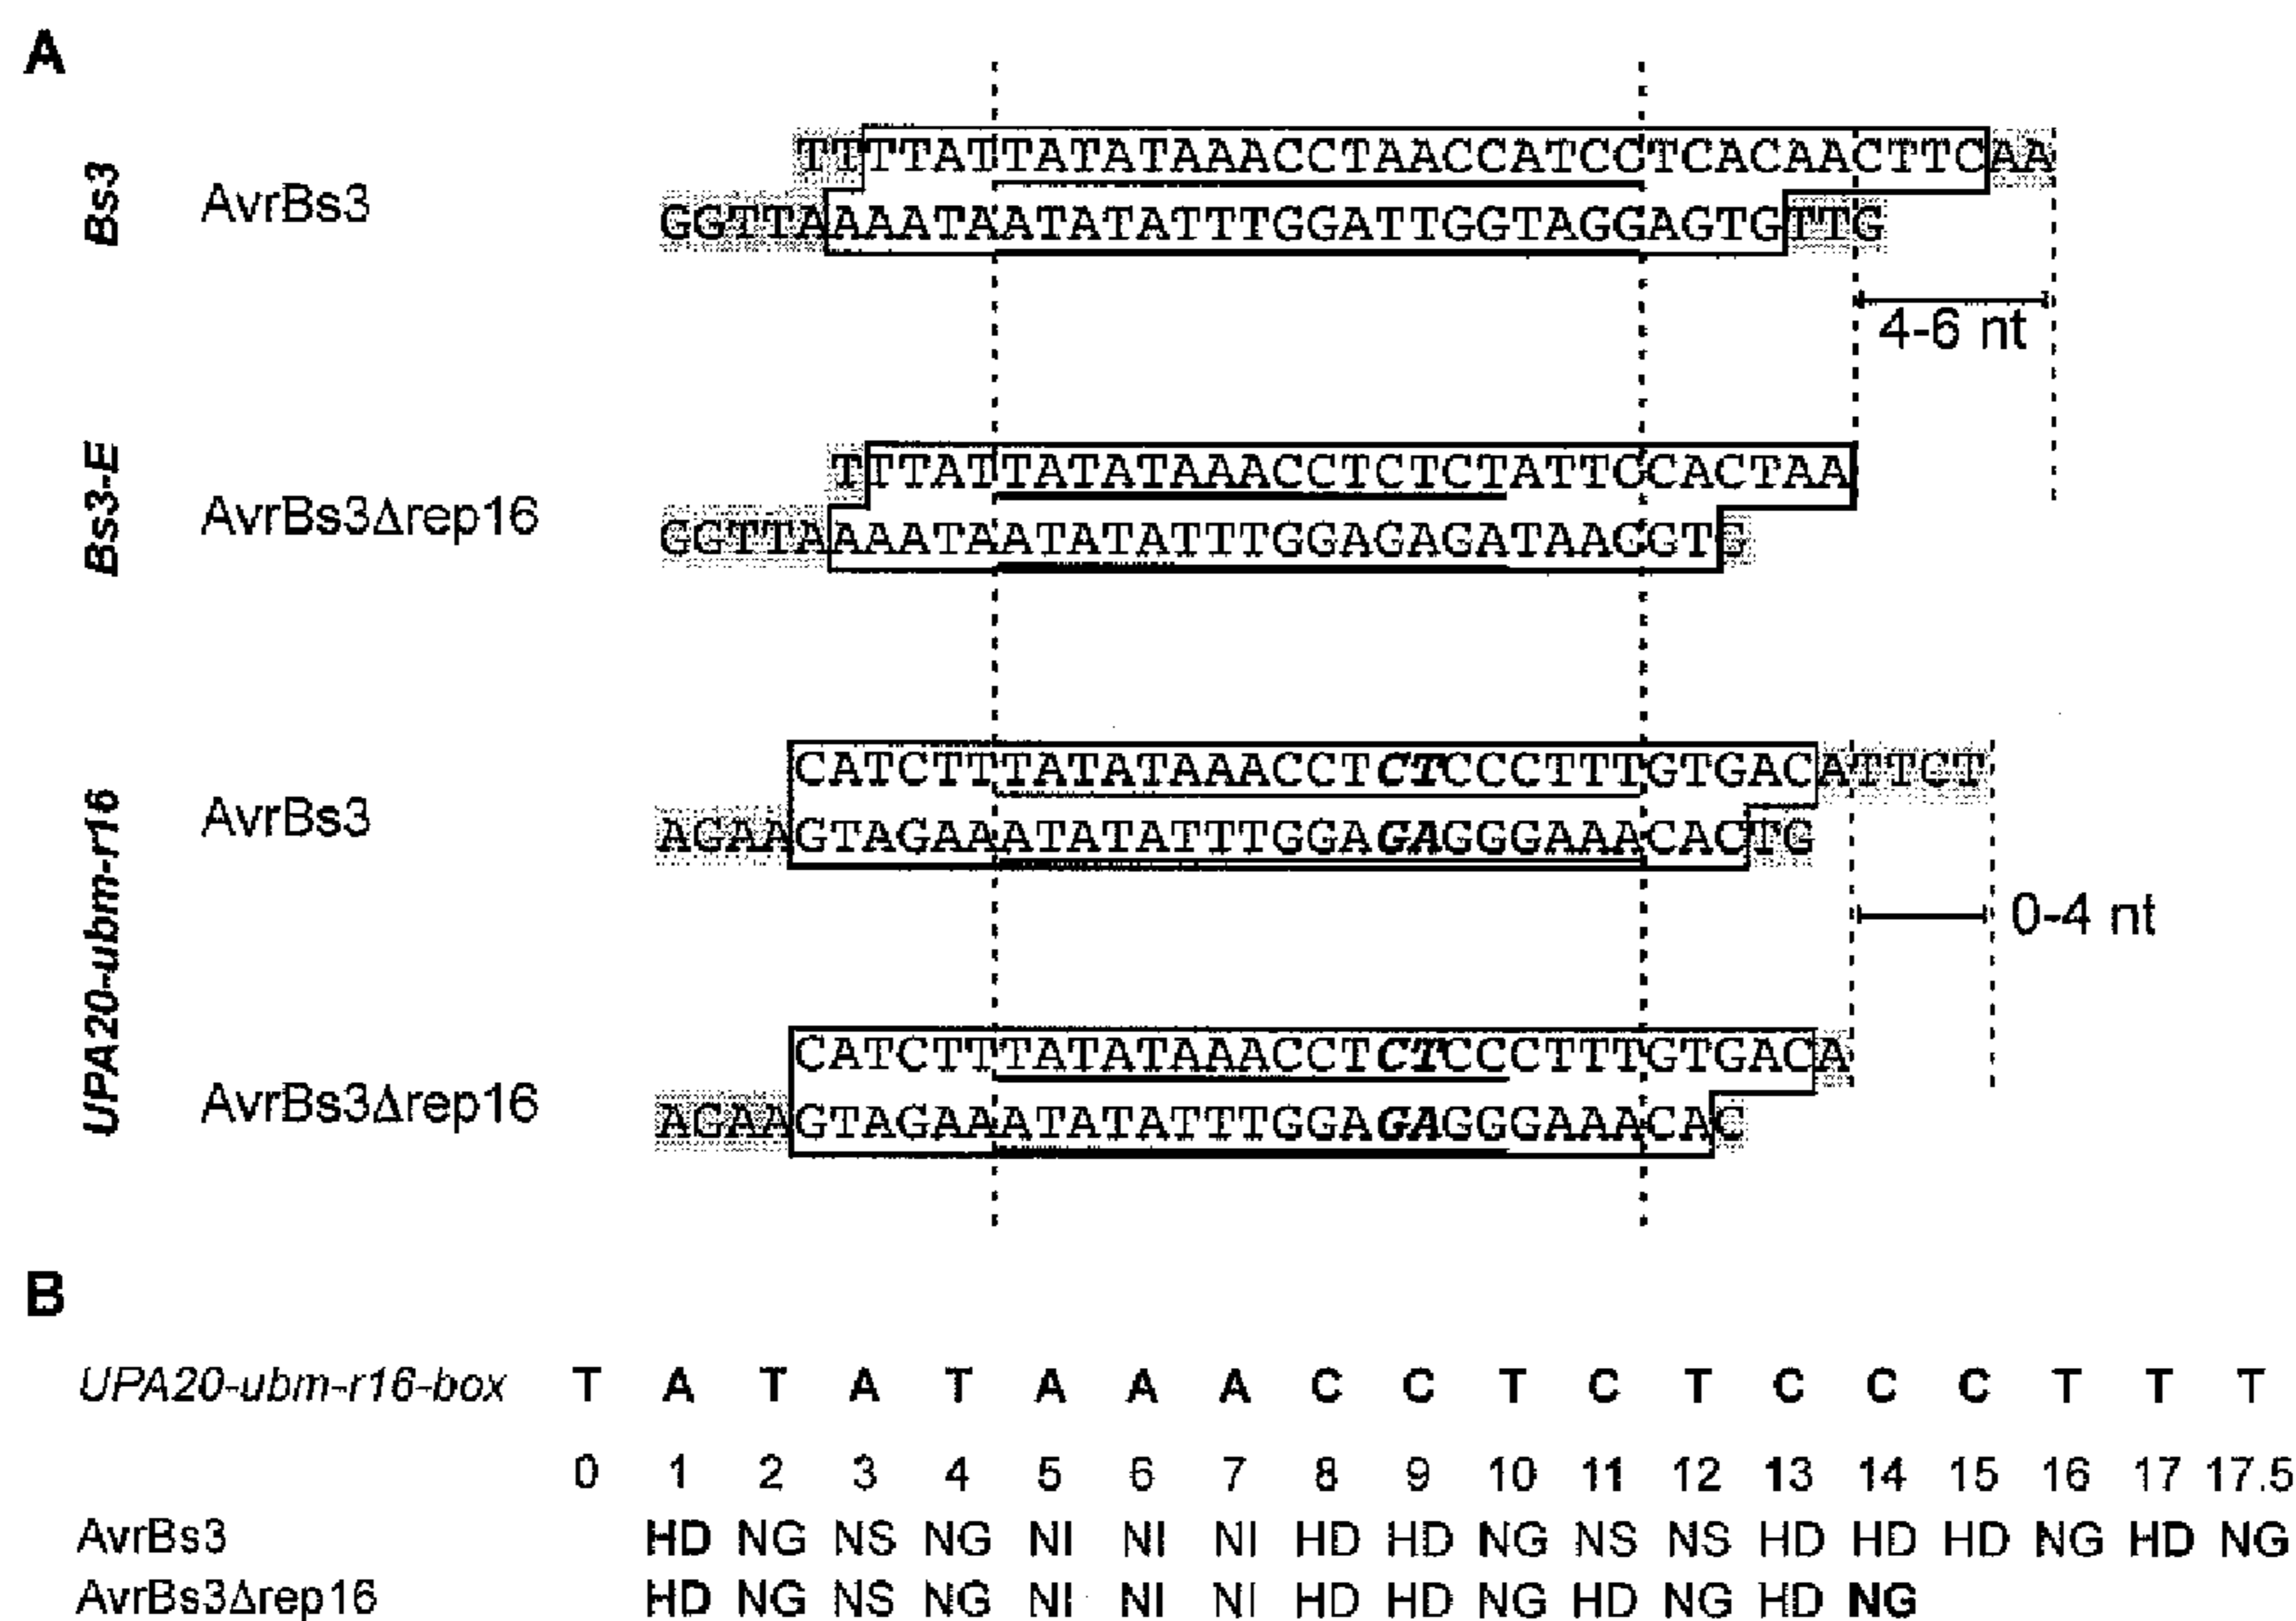 A
Bs3
AvrBs3
TTTTATTATATAAACCTAACCATCCTCACAACTTCAA
GGTTAAAATAATATATTTGGATTGGTAGGAGTGTTG
4-6 nt
Bs3-E
AvrBs3Δrep16
TTTATTATATAAACCTCTCTATTCCACTAA
GGTTAAAATAATATATTTGGAGAGATAAGGTG
UPA20-ubm-r16
AvrBs3
CATCTTTATATAAACCTCTCCCTTTGTGACATTCT
AGAAGTAGAAATATATTTGGAGAGGGAAACACTG
0-4 nt
AvrBs3Δrep16
CATCTTTATATAAACCTCTCCCTTTGTGACA
AGAAGTAGAAATATATTTGGAGAGGGAAACAC
B
UPA20-ubm-r16-box T A T A T A A A C C T C T C C C T T T
0 1 2 3 4 5 6 7 8 9 10 11 12 13 14 15 16 17 17.5
AvrBs3 HD NG NS NG NI NI NI HD HD NG NS NS HD HD HD NG HD NG
AvrBs3Δrep16 HD NG NS NG NI NI NI HD HD NG HD NG HD NG